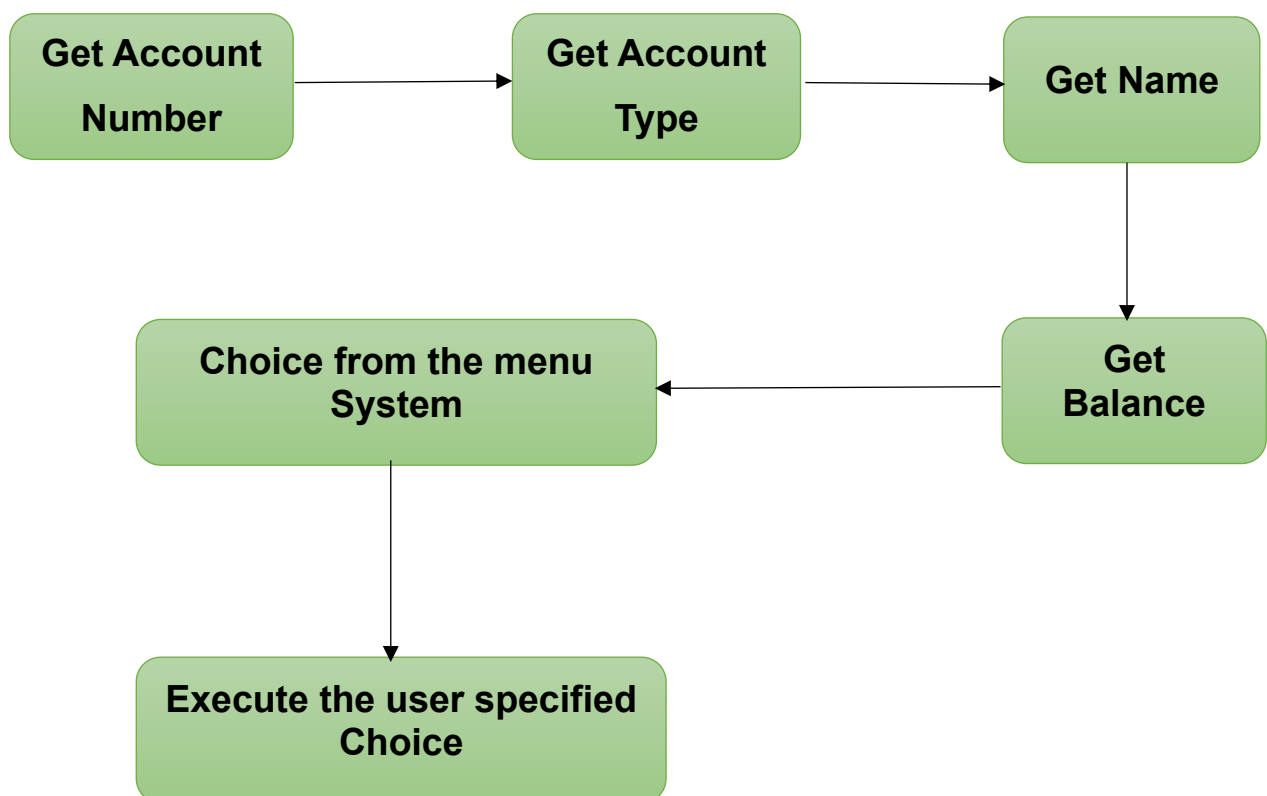 Get Account
Number
Get Account
Type
Get Name
Get
Balance
Choice from the menu
System
Execute the user specified
Choice